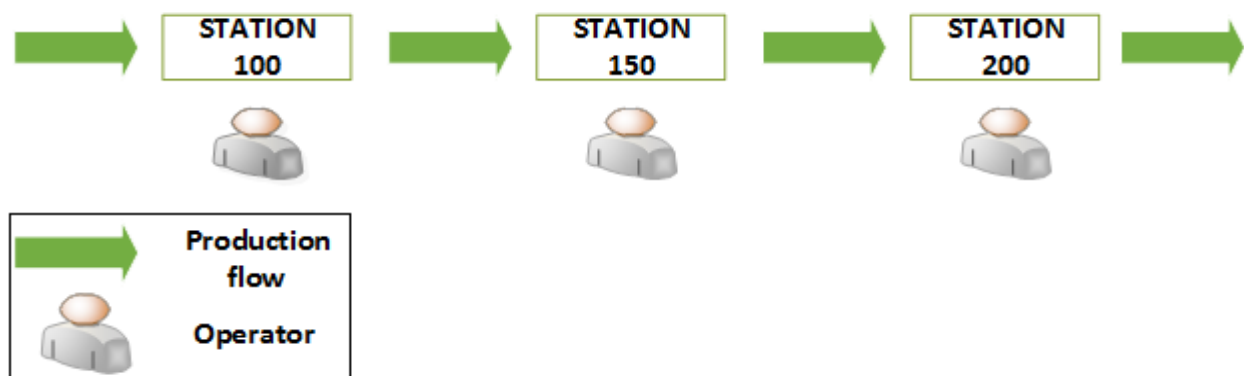 STATION
100
STATION
150
STATION
200
Production
flow
Operator